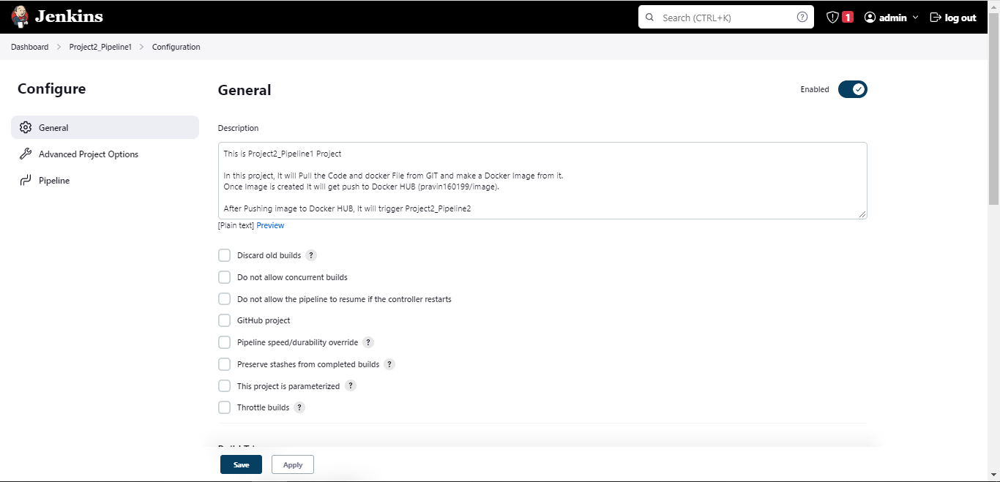 Jenkins
Search (CTRL+K)
?
1
admin
log out
Dashboard
Project2_Pipeline1
Configuration
Configure
General
Advanced Project Options
Pipeline
General
Enabled
Description
This is Project2_Pipeline1 Project
In this project, It will Pull the Code and docker File from GIT and make a Docker Image from it.
Once Image is created It will get push to Docker HUB (pravin160199/image).
After Pushing image to Docker HUB, It will trigger Project2_Pipeline2
[Plain text] Preview
Discard old builds ?
Do not allow concurrent builds
Do not allow the pipeline to resume if the controller restarts
GitHub project
Pipeline speed/durability override ?
Preserve stashes from completed builds ?
This project is parameterized ?
Throttle builds ?
Save
Apply